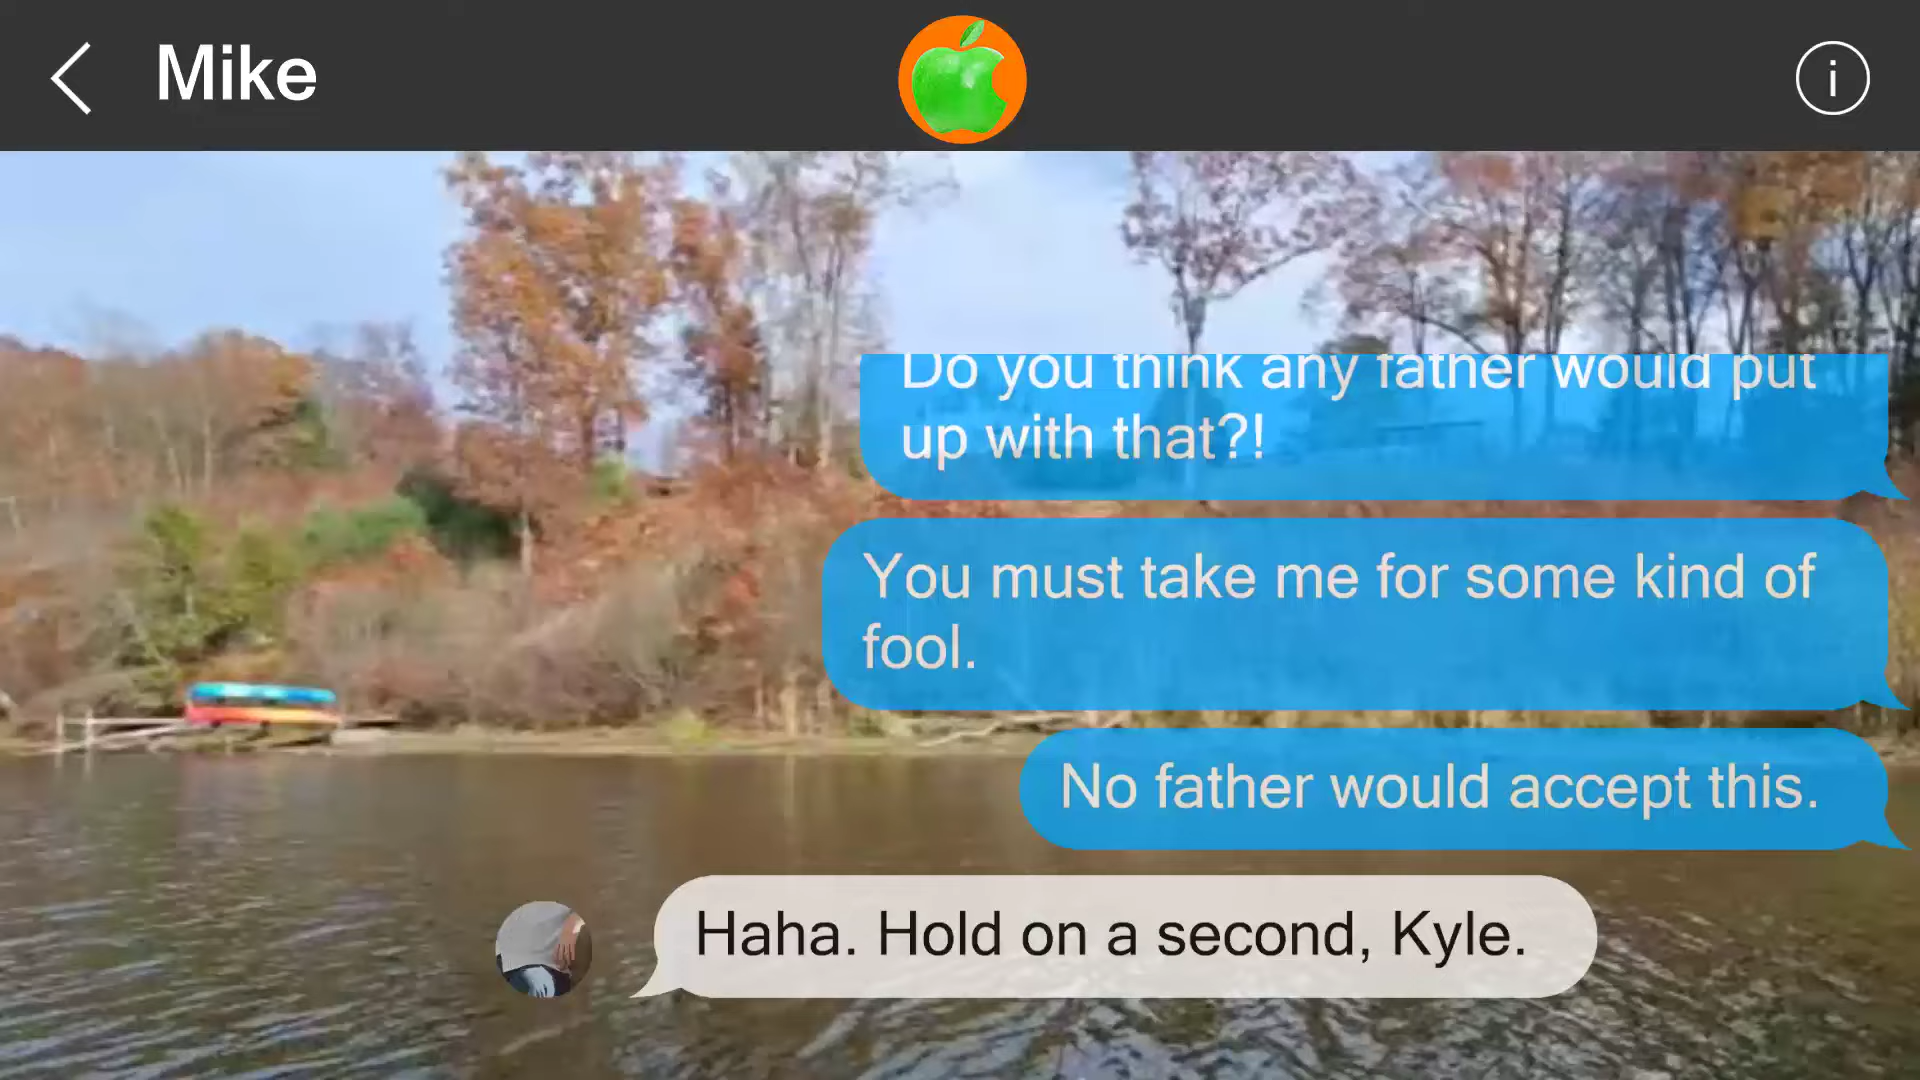 Mike
Do you think any father would put
up with that?!
You must take me for some kind of
fool.
No father would accept this.
Haha. Hold on a second, Kyle.